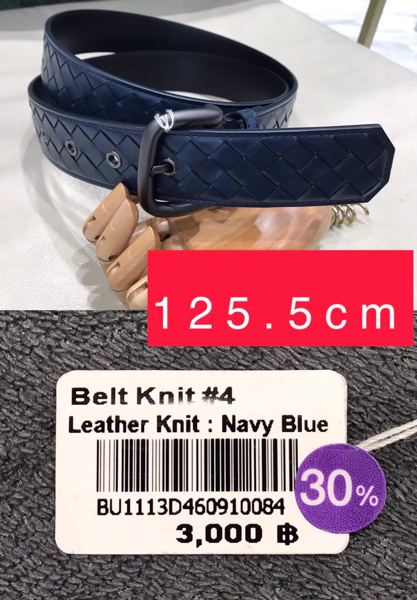 125.5cm
Belt Knit #4
Leather Knit : Navy Blue
BU1113D460910084
30%
3,000 ฿